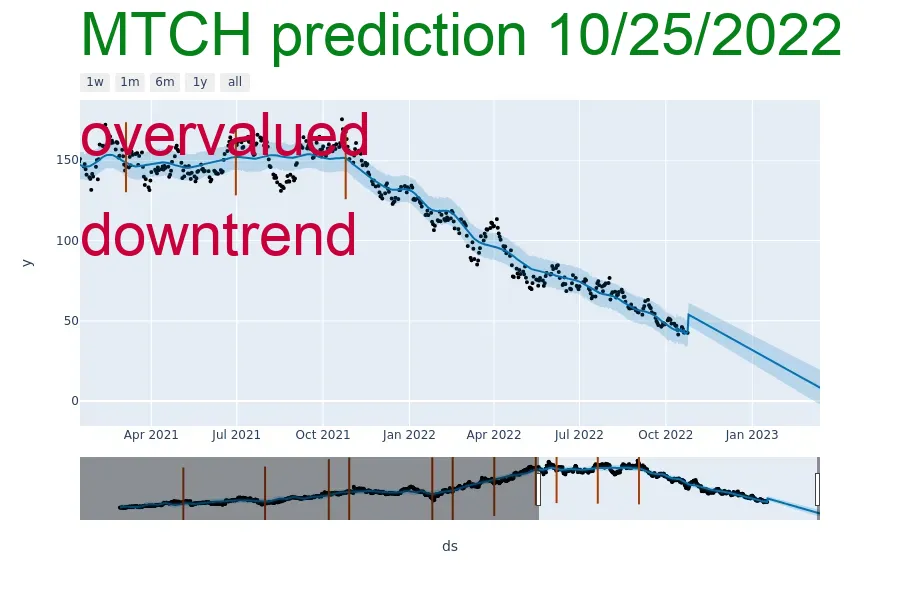 MTCH prediction 10/25/2022
1w 1m 6m 1y all
overvalued
150
downtrend
100
y
50
0
Apr 2021 Jul 2021 Oct 2021 Jan 2022 Apr 2022 Jul 2022 Oct 2022 Jan 2023
ds